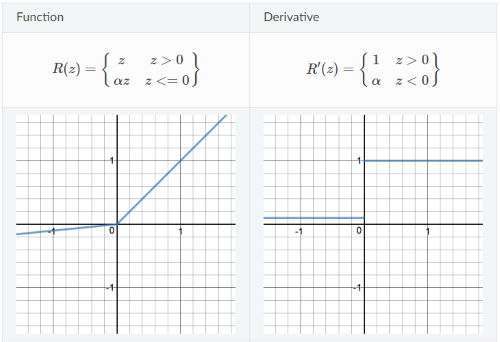 Function
Derivative
R(z) = { z z > 0
αz z <= 0 }
R′(z) = { 1 z > 0
α z < 0 }
1
-1 0 1
-1
1
-1 0 1
-1